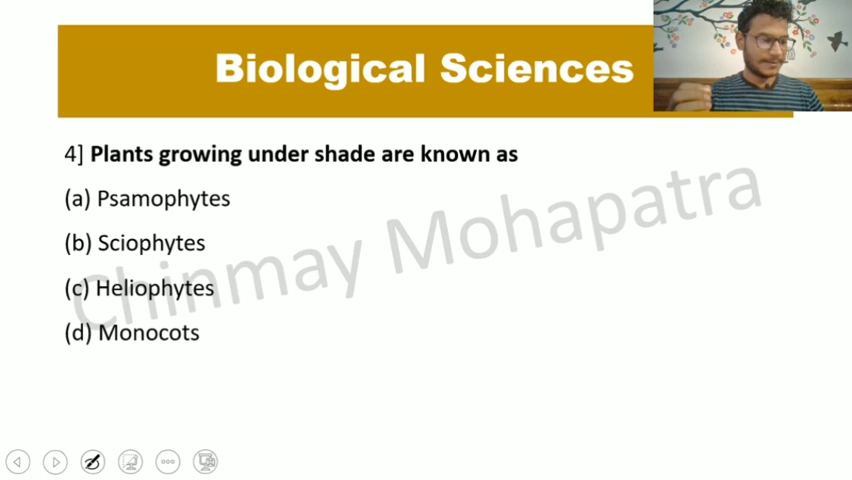 Biological Sciences
4] Plants growing under shade are known as
(a) Psamophytes
(b) Sciophytes
(c) Heliophytes
(d) Monocots
Chinmay Mohapatra